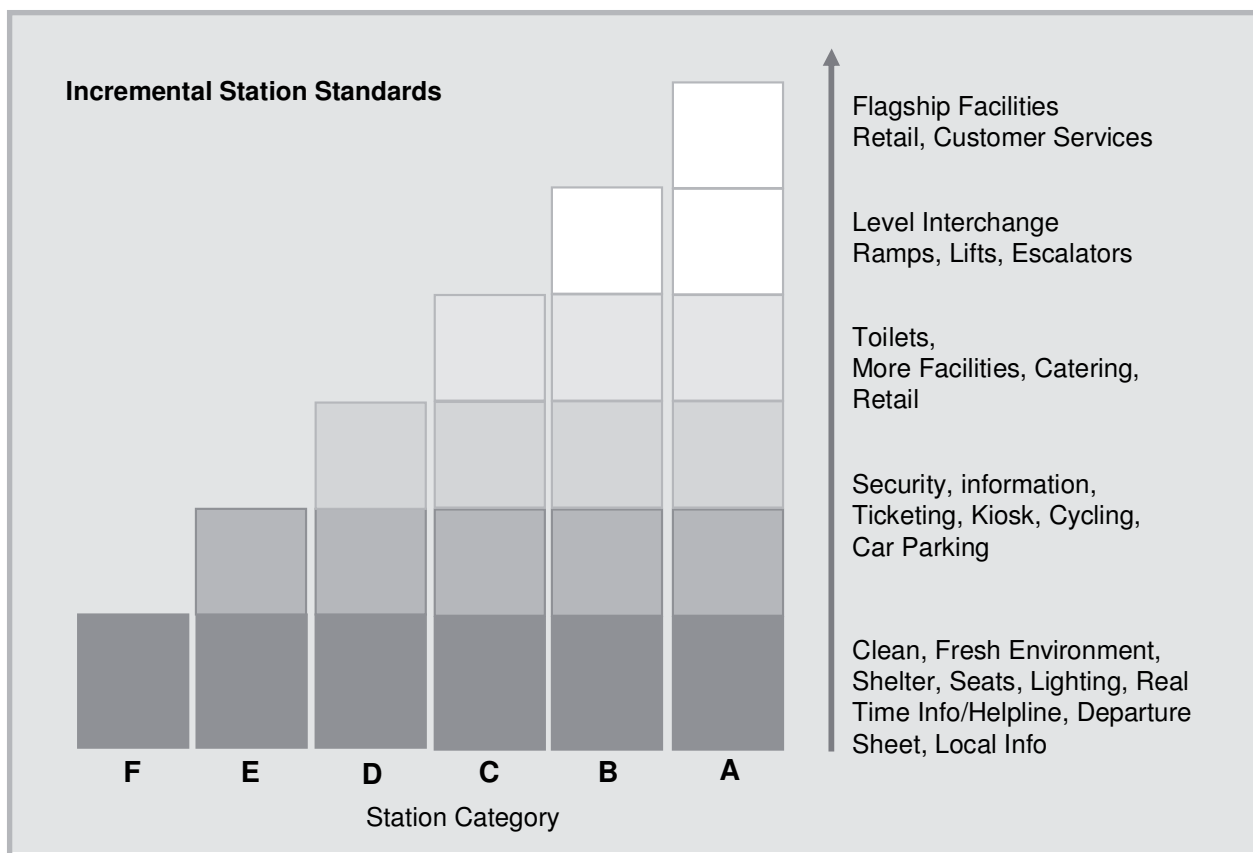 Incremental Station Standards
Flagship Facilities
Retail, Customer Services
Level Interchange
Ramps, Lifts, Escalators
Toilets,
More Facilities, Catering,
Retail
Security, information,
Ticketing, Kiosk, Cycling,
Car Parking
Clean, Fresh Environment,
Shelter, Seats, Lighting, Real
Time Info/Helpline, Departure
Sheet, Local Info
F E D C B A
Station Category